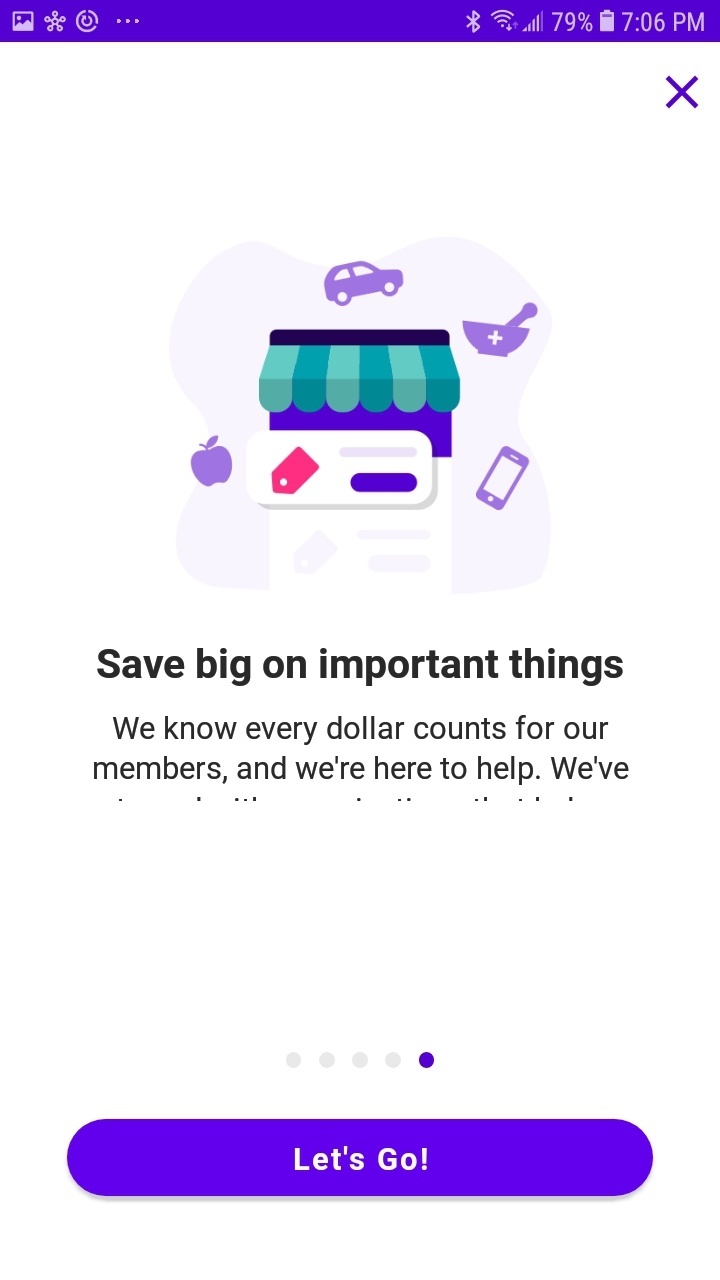 79% 7:06 PM
Save big on important things
We know every dollar counts for our
members, and we're here to help. We've
Let's Go!